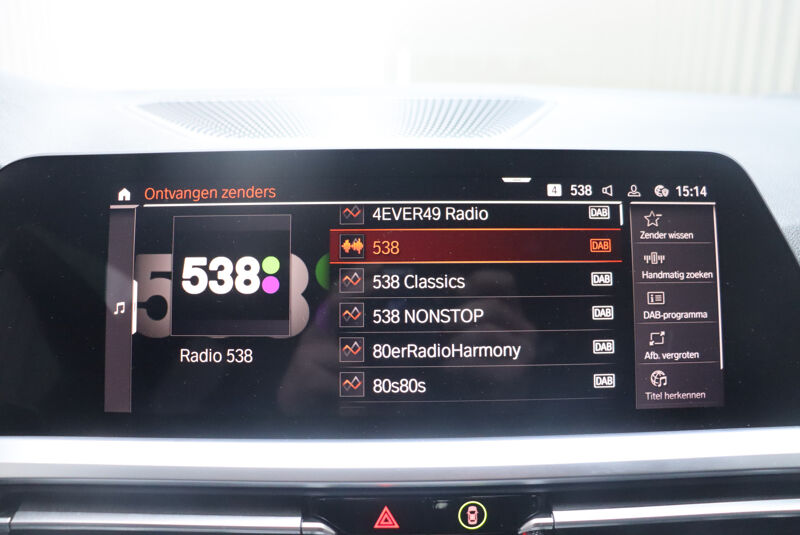 Ontvangen zenders
4 538 15:14
538
Radio 538
4EVER49 Radio DAB
538 DAB
538 Classics DAB
538 NONSTOP DAB
80erRadioHarmony DAB
80s80s DAB
Zender wissen
Handmatig zoeken
DAB-programma
Afb. vergroten
Titel herkennen